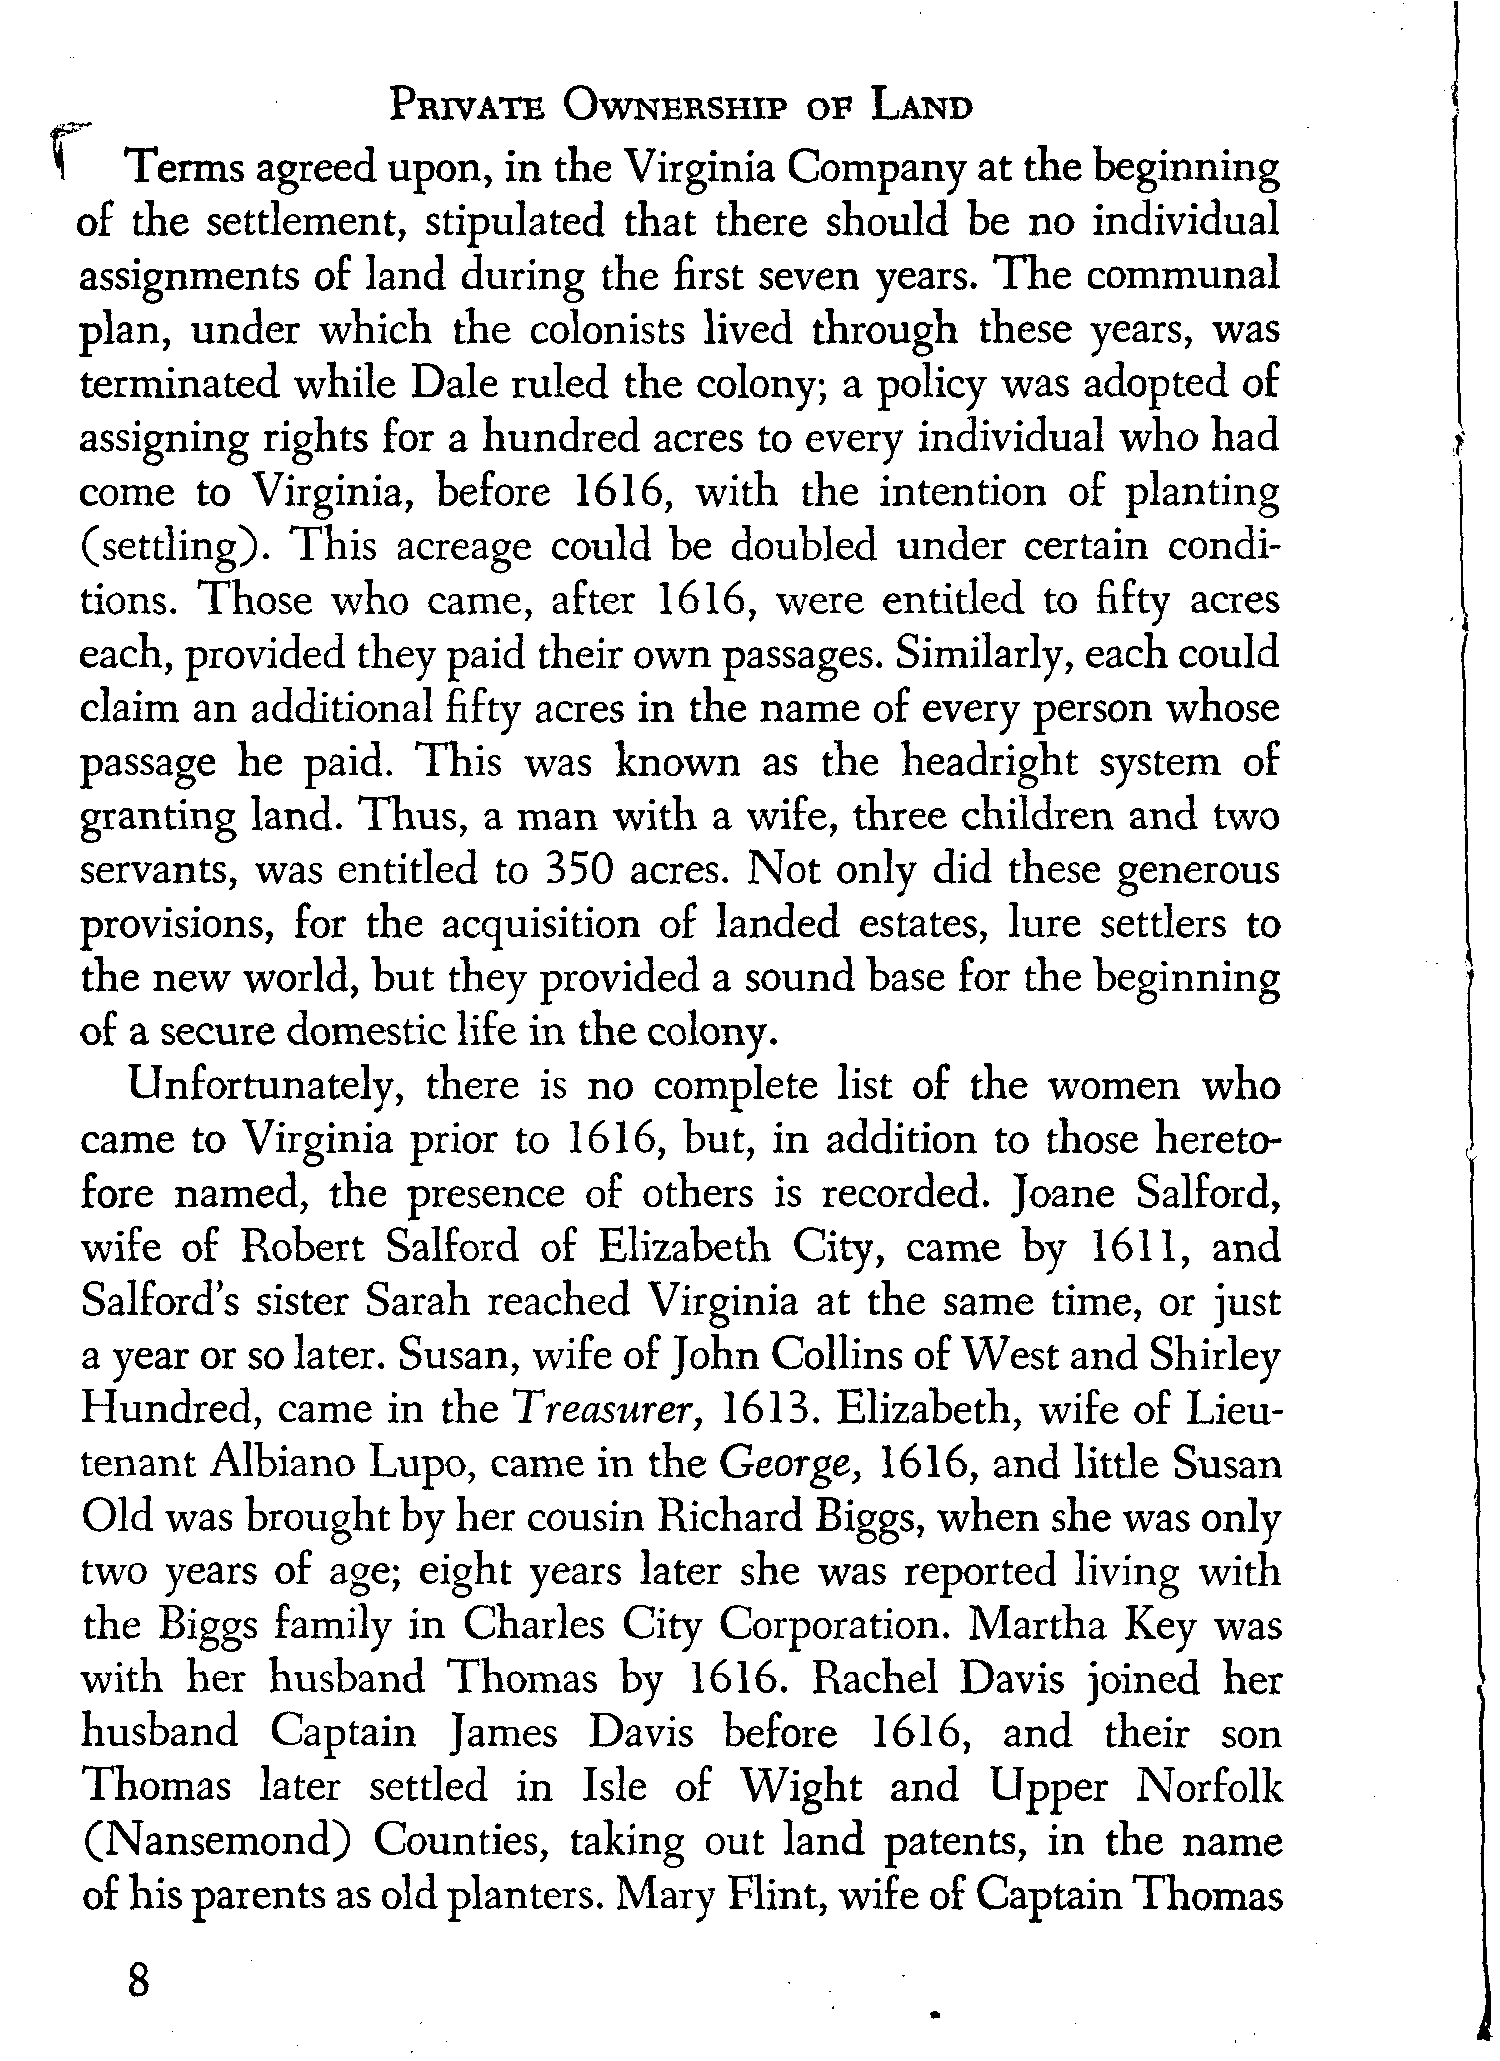 PRIVATE OWNERSHIP OF LAND
Terms agreed upon, in the Virginia Company at the beginning
of the settlement, stipulated that there should be no individual
assignments of land during the first seven years. The communal
plan, under which the colonists lived through these years, was
terminated while Dale ruled the colony; a policy was adopted of
assigning rights for a hundred acres to every individual who had
come to Virginia, before 1616, with the intention of planting
(settling). This acreage could be doubled under certain condi-
tions. Those who came, after 1616, were entitled to fifty acres
each, provided they paid their own passages. Similarly, each could
claim an additional fifty acres in the name of every person whose
passage he paid. This was known as the headright system of
granting land. Thus, a man with a wife, three children and two
servants, was entitled to 350 acres. Not only did these generous
provisions, for the acquisition of landed estates, lure settlers to
the new world, but they provided a sound base for the beginning
of a secure domestic life in the colony.
Unfortunately, there is no complete list of the women who
came to Virginia prior to 1616, but, in addition to those hereto-
fore named, the presence of others is recorded. Joane Salford,
wife of Robert Salford of Elizabeth City, came by 1611, and
Salford's sister Sarah reached Virginia at the same time, or just
a year or so later. Susan, wife of John Collins of West and Shirley
Hundred, came in the Treasurer, 1613. Elizabeth, wife of Lieu-
tenant Albiano Lupo, came in the George, 1616, and little Susan
Old was brought by her cousin Richard Biggs, when she was only
two years of age; eight years later she was reported living with
the Biggs family in Charles City Corporation. Martha Key was
with her husband Thomas by 1616. Rachel Davis joined her
husband Captain James Davis before 1616, and their son
Thomas later settled in Isle of Wight and Upper Norfolk
(Nansemond) Counties, taking out land patents, in the name
of his parents as old planters. Mary Flint, wife of Captain Thomas
8